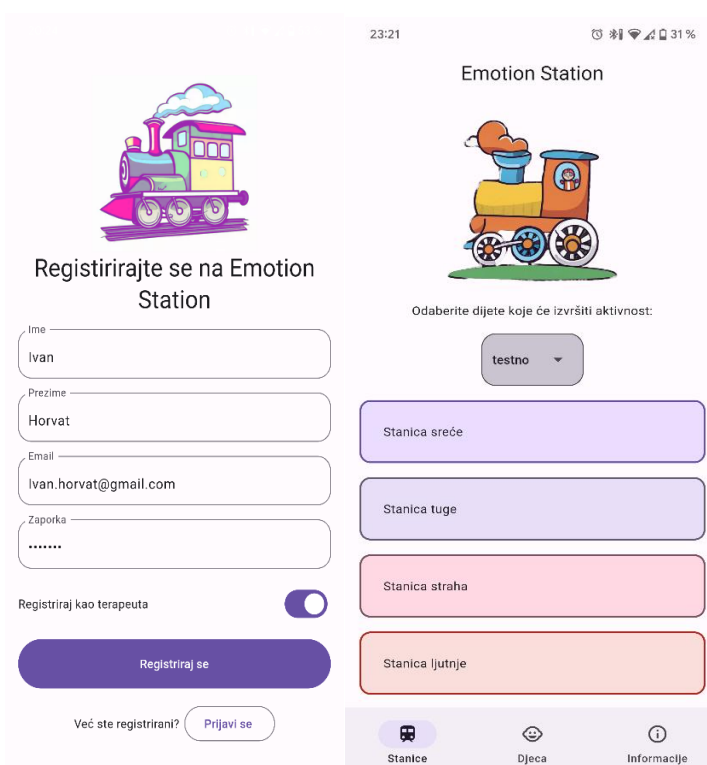 Registirirajte se na Emotion
Station
Ime
Ivan
Prezime
Horvat
Email
Ivan.horvat@gmail.com
Zaporka
•••••••
Registriraj kao terapeuta
Registriraj se
Već ste registrirani? Prijavi se
23:21 31 %
Emotion Station
Odaberite dijete koje će izvršiti aktivnost:
testno
Stanica sreće
Stanica tuge
Stanica straha
Stanica ljutnje
Stanice Djeca Informacije